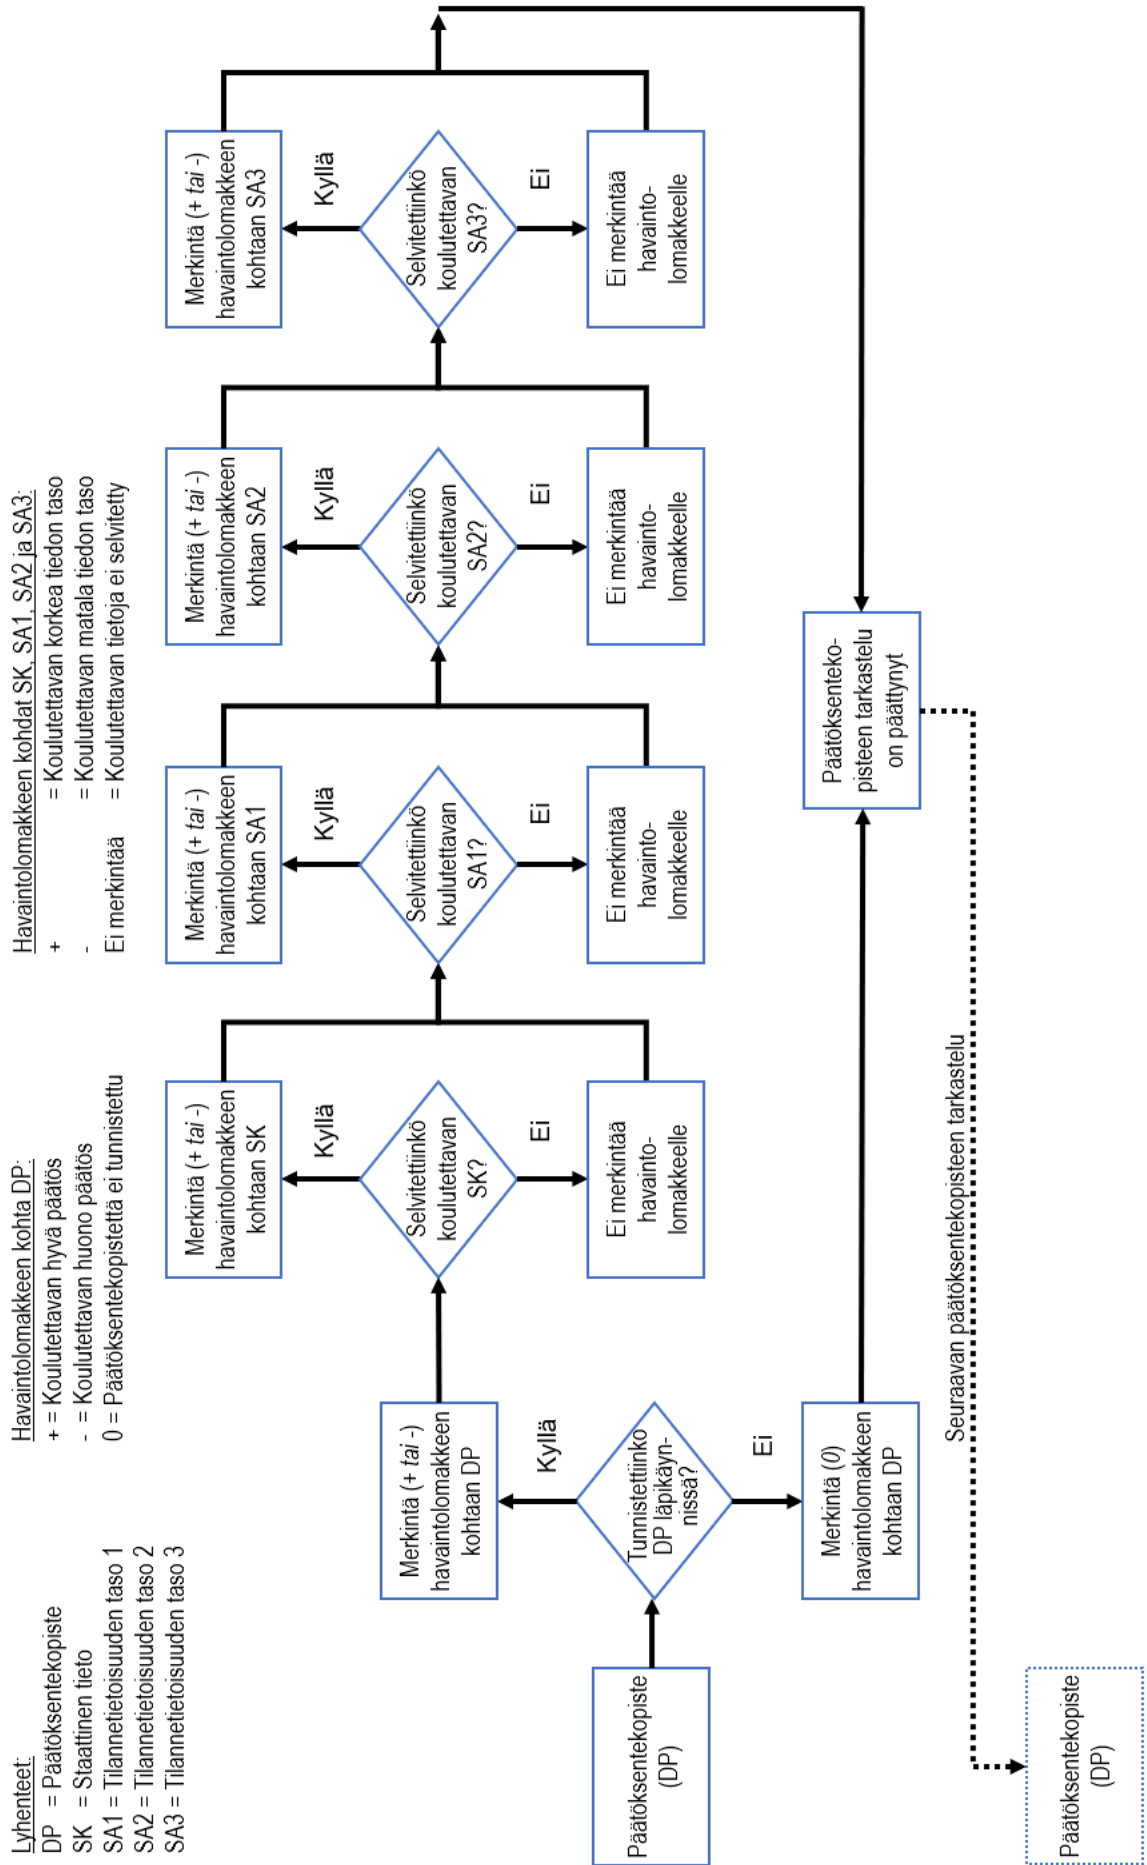 Lyhenteet:
DP = Päätöksentekopiste
SK = Staattinen tieto
SA1 = Tilannetietoisuuden taso 1
SA2 = Tilannetietoisuuden taso 2
SA3 = Tilannetietoisuuden taso 3
Havaintolomakkeen kohta DP:
+ = Koulutettavan hyvä päätös
- = Koulutettavan huono päätös
0 = Päätöksentekopistettä ei tunnistettu
Havaintolomakkeen kohdat SK, SA1, SA2 ja SA3:
+ = Koulutettavan korkea tiedon taso
- = Koulutettavan matala tiedon taso
Ei merkintää = Koulutettavan tietoja ei selvitetty
Päätöksentekopiste
(DP)
Tunnistettiinko
DP läpikäyn-
nissä?
Kyllä
Merkintä (+ tai -)
havaintolomakkeen
kohtaan DP
Ei
Merkintä (0)
havaintolomakkeen
kohtaan DP
Selvitettiinkö
koulutettavan
SK?
Kyllä
Merkintä (+ tai -)
havaintolomakkeen
kohtaan SK
Ei
Ei merkintää
havainto-
lomakkeelle
Selvitettiinkö
koulutettavan
SA1?
Kyllä
Merkintä (+ tai -)
havaintolomakkeen
kohtaan SA1
Ei
Ei merkintää
havainto-
lomakkeelle
Selvitettiinkö
koulutettavan
SA2?
Kyllä
Merkintä (+ tai -)
havaintolomakkeen
kohtaan SA2
Ei
Ei merkintää
havainto-
lomakkeelle
Selvitettiinkö
koulutettavan
SA3?
Kyllä
Merkintä (+ tai -)
havaintolomakkeen
kohtaan SA3
Ei
Ei merkintää
havainto-
lomakkeelle
Päätöksenteko-
pisteen tarkastelu
on päättynyt
Seuraavan päätöksentekopisteen tarkastelu
Päätöksentekopiste
(DP)